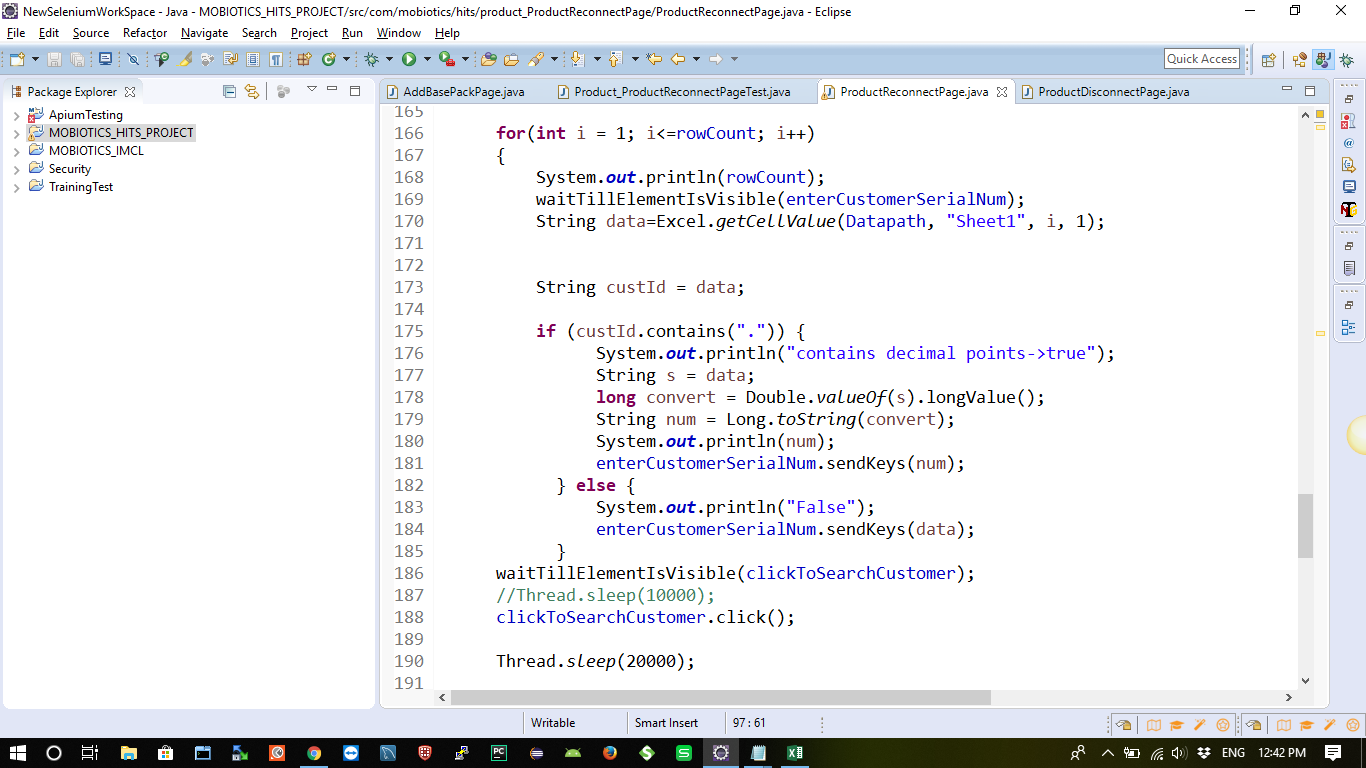 NewSeleniumWorkSpace - Java - MOBIOTICS_HITS_PROJECT/src/com/mobiotics/hits/product_ProductReconnectPage/ProductReconnectPage.java - Eclipse
File Edit Source Refactor Navigate Search Project Run Window Help
Quick Access
Package Explorer
AddBasePackPage.java Product_ProductReconnectPageTest.java ProductReconnectPage.java ProductDisconnectPage.java
ApiumTesting
MOBIOTICS_HITS_PROJECT
MOBIOTICS_IMCL
Security
TrainingTest
165
166 for(int i = 1; i<=rowCount; i++)
167 {
168 System.out.println(rowCount);
169 waitTillElementIsVisible(enterCustomerSerialNum);
170 String data=Excel.getCellValue(Datapath, "Sheet1", i, 1);
171
172
173 String custId = data;
174
175 if (custId.contains(".")) {
176 System.out.println("contains decimal points->true");
177 String s = data;
178 long convert = Double.valueOf(s).longValue();
179 String num = Long.toString(convert);
180 System.out.println(num);
181 enterCustomerSerialNum.sendKeys(num);
182 } else {
183 System.out.println("False");
184 enterCustomerSerialNum.sendKeys(data);
185 }
186 waitTillElementIsVisible(clickToSearchCustomer);
187 //Thread.sleep(10000);
188 clickToSearchCustomer.click();
189
190 Thread.sleep(20000);
191
Writable Smart Insert 97 : 61
ENG 12:42 PM